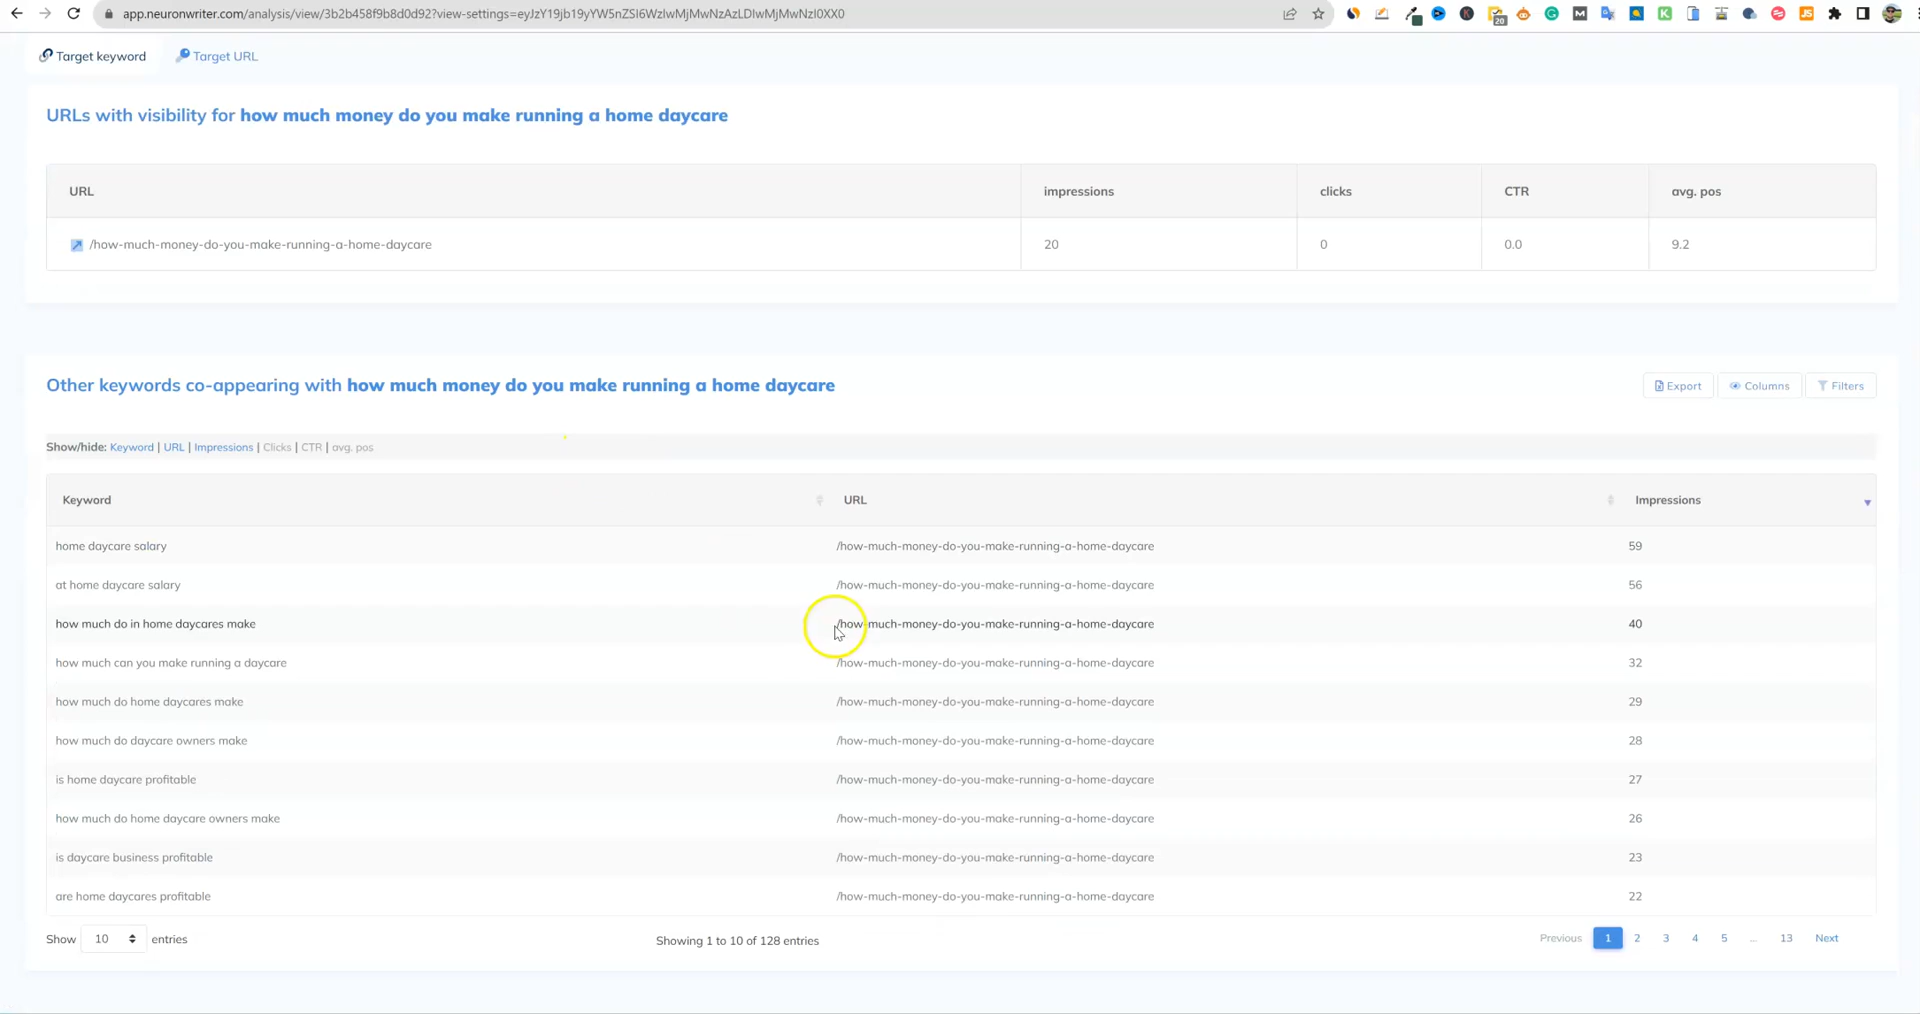 app.neuronwriter.com/analysis/view/3b2b458f9b8d0d92?view-settings=eyJzY19jb19yYW5nZSI6WzIwMjMwNzAzLDIwMjMwNzI0XX0
20
Target keyword
Target URL
URLs with visibility for how much money do you make running a home daycare
URL impressions clicks CTR avg. pos
/how-much-money-do-you-make-running-a-home-daycare 20 0 0.0 9.2
Other keywords co-appearing with how much money do you make running a home daycare
Export Columns Filters
Show/hide: Keyword | URL | Impressions | Clicks | CTR | avg. pos
Keyword URL Impressions
home daycare salary /how-much-money-do-you-make-running-a-home-daycare 59
at home daycare salary /how-much-money-do-you-make-running-a-home-daycare 56
how much do in home daycares make /how-much-money-do-you-make-running-a-home-daycare 40
how much can you make running a daycare /how-much-money-do-you-make-running-a-home-daycare 32
how much do home daycares make /how-much-money-do-you-make-running-a-home-daycare 29
how much do daycare owners make /how-much-money-do-you-make-running-a-home-daycare 28
is home daycare profitable /how-much-money-do-you-make-running-a-home-daycare 27
how much do home daycare owners make /how-much-money-do-you-make-running-a-home-daycare 26
is daycare business profitable /how-much-money-do-you-make-running-a-home-daycare 23
are home daycares profitable /how-much-money-do-you-make-running-a-home-daycare 22
Show 10 entries
Showing 1 to 10 of 128 entries
Previous 1 2 3 4 5 ... 13 Next